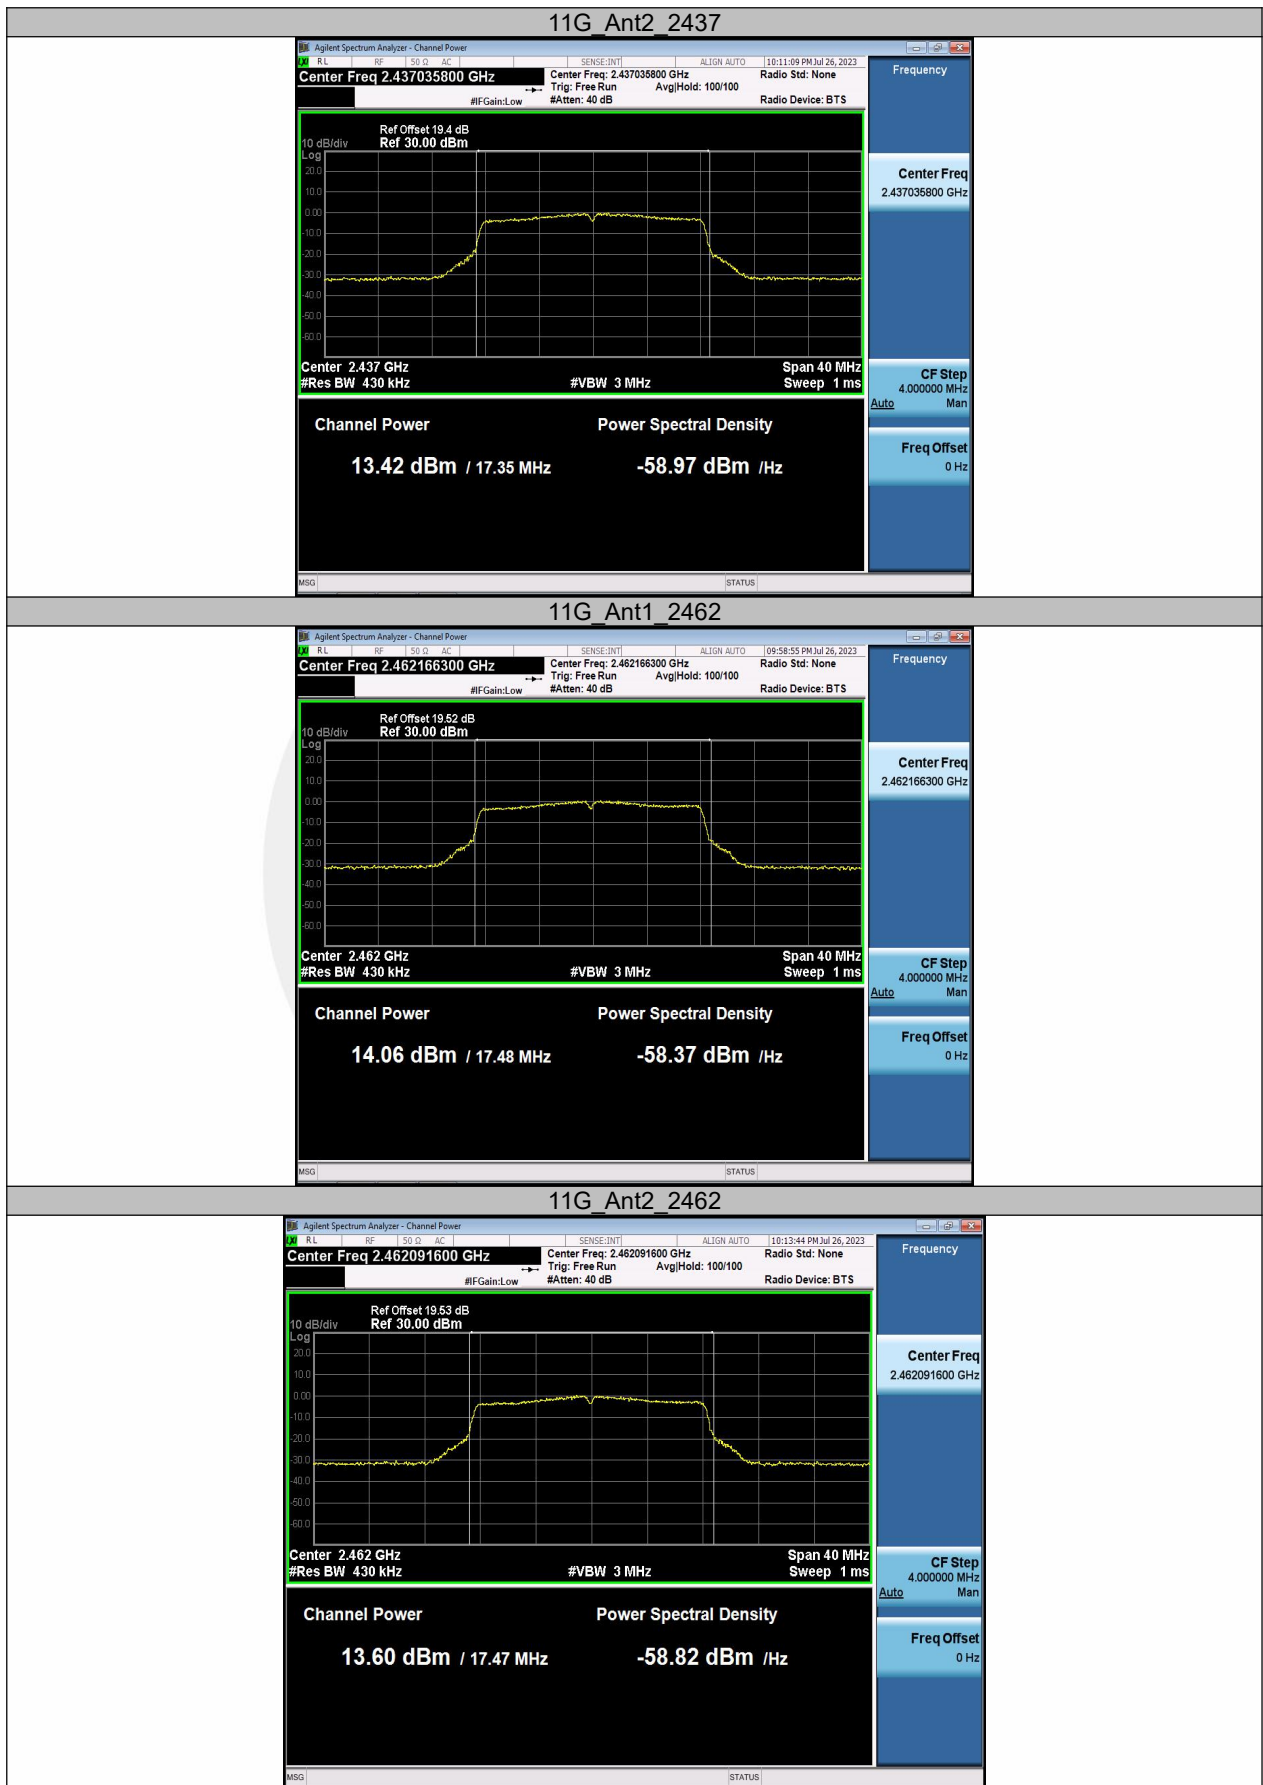 11G_Ant2_2437
Agilent Spectrum Analyzer - Channel Power
LXI RL RF 50 Ω AC SENSE:INT ALIGN AUTO 10:11:09 PM Jul 26, 2023
Center Freq 2.437035800 GHz Center Freq: 2.437035800 GHz Radio Std: None Frequency
Trig: Free Run Avg|Hold: 100/100
#IFGain:Low #Atten: 40 dB Radio Device: BTS
Ref Offset 19.4 dB
10 dB/div Ref 30.00 dBm
Log
20.0
10.0
0.00
-10.0
-20.0
-30.0
-40.0
-50.0
-60.0
Center Freq
2.437035800 GHz
Center 2.437 GHz Span 40 MHz
#Res BW 430 kHz #VBW 3 MHz Sweep 1 ms
CF Step
4.000000 MHz
Auto Man
Channel Power Power Spectral Density
13.42 dBm / 17.35 MHz -58.97 dBm /Hz
Freq Offset
0 Hz
MSG STATUS
11G_Ant1_2462
Agilent Spectrum Analyzer - Channel Power
LXI RL RF 50 Ω AC SENSE:INT ALIGN AUTO 09:58:55 PM Jul 26, 2023
Center Freq 2.462166300 GHz Center Freq: 2.462166300 GHz Radio Std: None Frequency
Trig: Free Run Avg|Hold: 100/100
#IFGain:Low #Atten: 40 dB Radio Device: BTS
Ref Offset 19.52 dB
10 dB/div Ref 30.00 dBm
Log
20.0
10.0
0.00
-10.0
-20.0
-30.0
-40.0
-50.0
-60.0
Center Freq
2.462166300 GHz
Center 2.462 GHz Span 40 MHz
#Res BW 430 kHz #VBW 3 MHz Sweep 1 ms
CF Step
4.000000 MHz
Auto Man
Channel Power Power Spectral Density
14.06 dBm / 17.48 MHz -58.37 dBm /Hz
Freq Offset
0 Hz
MSG STATUS
11G_Ant2_2462
Agilent Spectrum Analyzer - Channel Power
LXI RL RF 50 Ω AC SENSE:INT ALIGN AUTO 10:13:44 PM Jul 26, 2023
Center Freq 2.462091600 GHz Center Freq: 2.462091600 GHz Radio Std: None Frequency
Trig: Free Run Avg|Hold: 100/100
#IFGain:Low #Atten: 40 dB Radio Device: BTS
Ref Offset 19.53 dB
10 dB/div Ref 30.00 dBm
Log
20.0
10.0
0.00
-10.0
-20.0
-30.0
-40.0
-50.0
-60.0
Center Freq
2.462091600 GHz
Center 2.462 GHz Span 40 MHz
#Res BW 430 kHz #VBW 3 MHz Sweep 1 ms
CF Step
4.000000 MHz
Auto Man
Channel Power Power Spectral Density
13.60 dBm / 17.47 MHz -58.82 dBm /Hz
Freq Offset
0 Hz
MSG STATUS